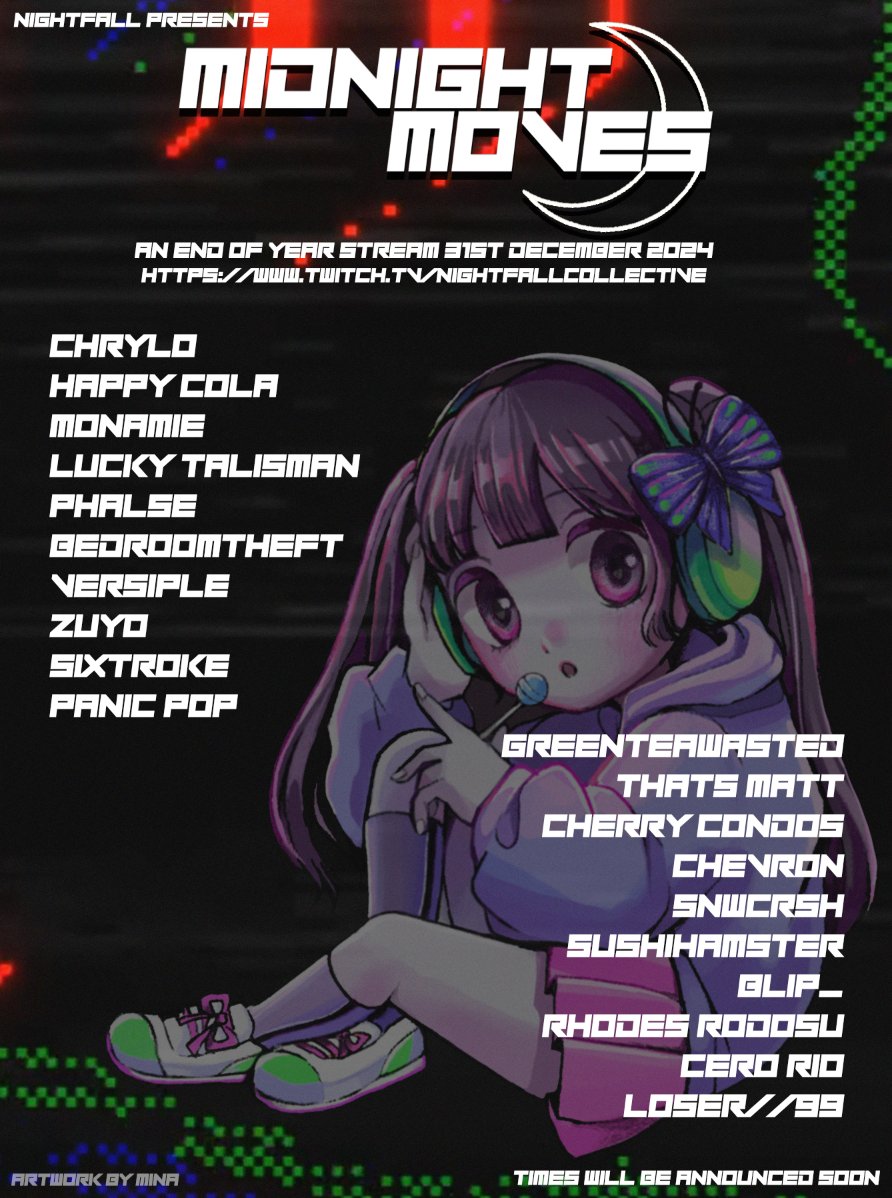 NIGHTFALL PRESENTS
MIDNIGHT
MOVES
AN END OF YEAR STREAM 31ST DECEMBER 2024
HTTPS://WWW.TWITCH.TV/NIGHTFALLCOLLECTIVE
CHRYLO
HAPPY COLA
MONAMIE
LUCKY TALISMAN
PHALSE
BEDROOMTHEFT
VERSIPLE
ZUYO
SIXTROKE
PANIC POP
GREENTEAWASTED
THATS MATT
CHERRY CONDOS
CHEVRON
SNWCRSH
SUSHIHAMSTER
BLIP_
RHODES RODOSU
CERO RIO
LOSER//99
ARTWORK BY MINA
TIMES WILL BE ANNOUNCED SOON